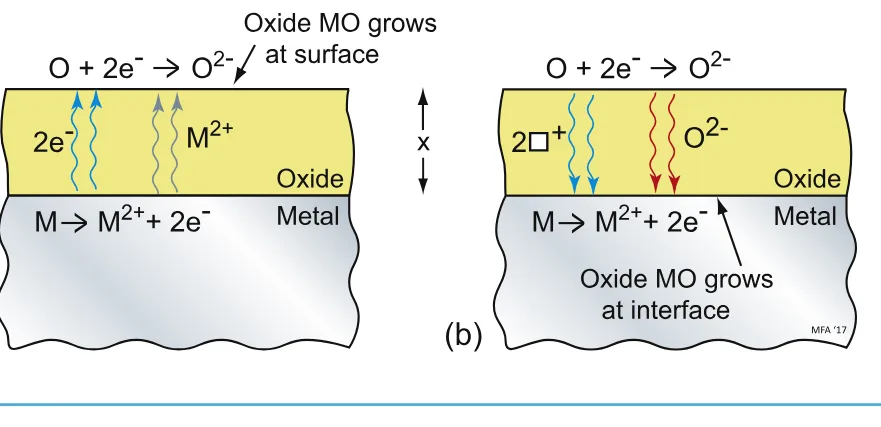 Oxide MO grows
at surface
O + 2e⁻ → O²⁻
2e⁻
M²⁺
Oxide
M → M²⁺ + 2e⁻
Metal
x
O + 2e⁻ → O²⁻
2□⁺
O²⁻
Oxide
M → M²⁺ + 2e⁻
Metal
Oxide MO grows
at interface
(b)
MFA '17